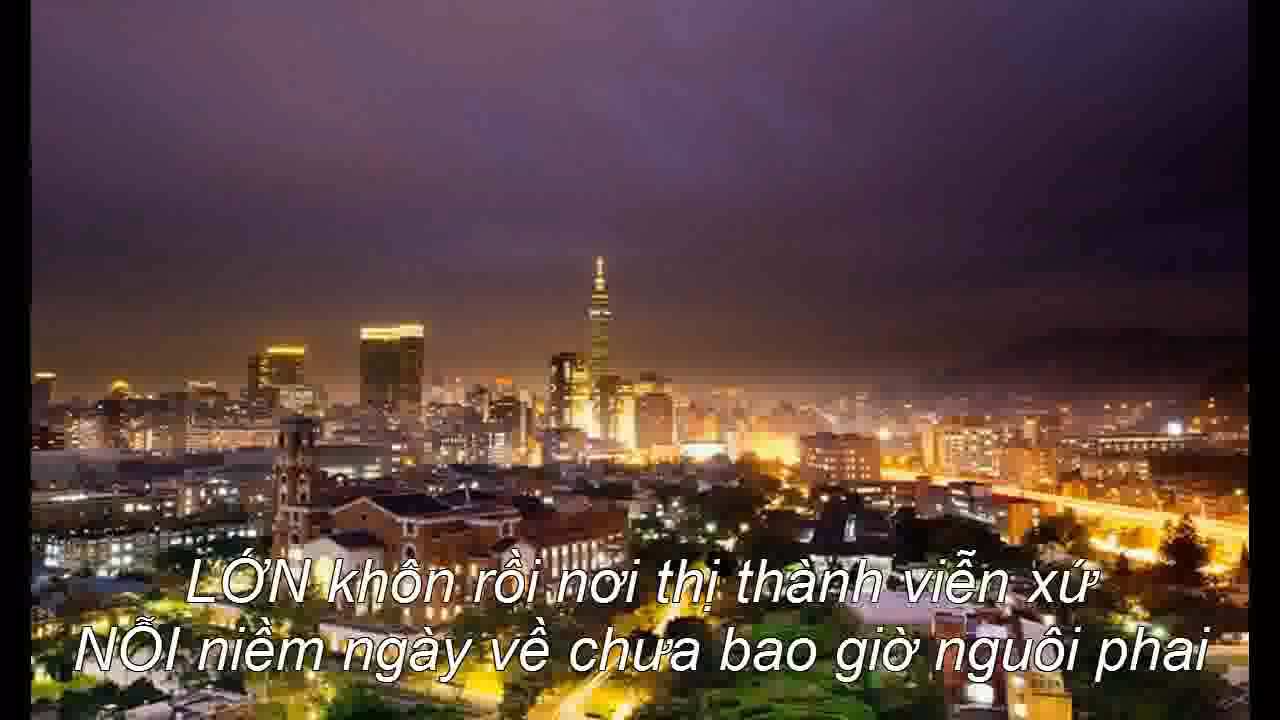 LỚN khôn rồi nơi thị thành viễn xứ
NỖI niềm ngày về chưa bao giờ nguôi phai